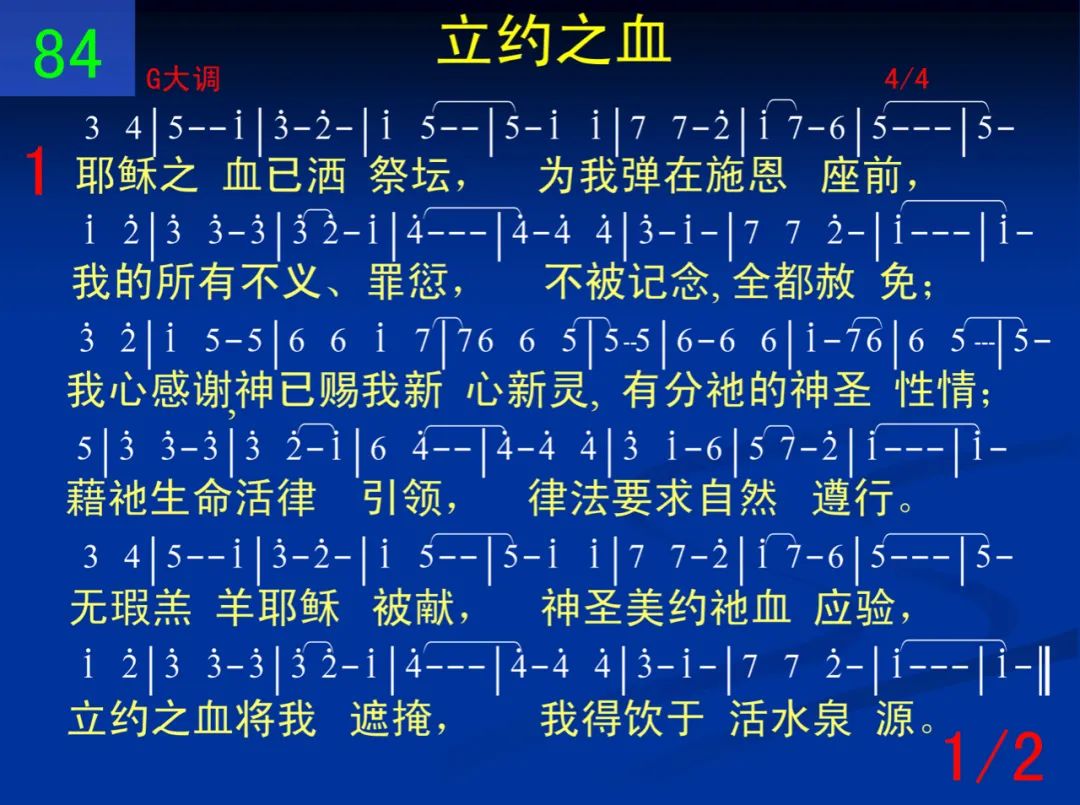 84
立约之血
G大调 4/4
3 4|5--i̇|3̇-2̇-|i̇ 5--|5-i̇ i̇|7 7-2̇|i̇ 7-6|5---|5-
1 耶稣之 血已洒 祭坛， 为我弹在施恩 座前，
i̇ 2̇|3̇ 3̇-3̇|3̇ 2̇-i̇|4̇---|4̇-4̇ 4̇|3̇-i̇-|7 7 2̇-|i̇---|i̇-
我的所有不义、罪愆， 不被记念, 全都赦 免；
3̇ 2̇|i̇ 5-5|6 6 i̇ 7|76 6 5|5--5|6-6 6|i̇-76|6 5---|5-
我心感谢,神已赐我新 心新灵, 有分祂的神圣 性情；
5|3̇ 3̇-3̇|3̇ 2̇-i̇|6 4̇--|4̇-4̇ 4̇|3̇ i̇-6|5 7-2̇|i̇---|i̇-
藉祂生命活律 引领， 律法要求自然 遵行。
3 4|5--i̇|3̇-2̇-|i̇ 5--|5-i̇ i̇|7 7-2̇|i̇ 7-6|5---|5-
无瑕羔 羊耶稣 被献， 神圣美约祂血 应验，
i̇ 2̇|3̇ 3̇-3̇|3̇ 2̇-i̇|4̇---|4̇-4̇ 4̇|3̇-i̇-|7 7 2̇-|i̇---|i̇-‖
立约之血将我 遮掩， 我得饮于 活水泉 源。
1/2